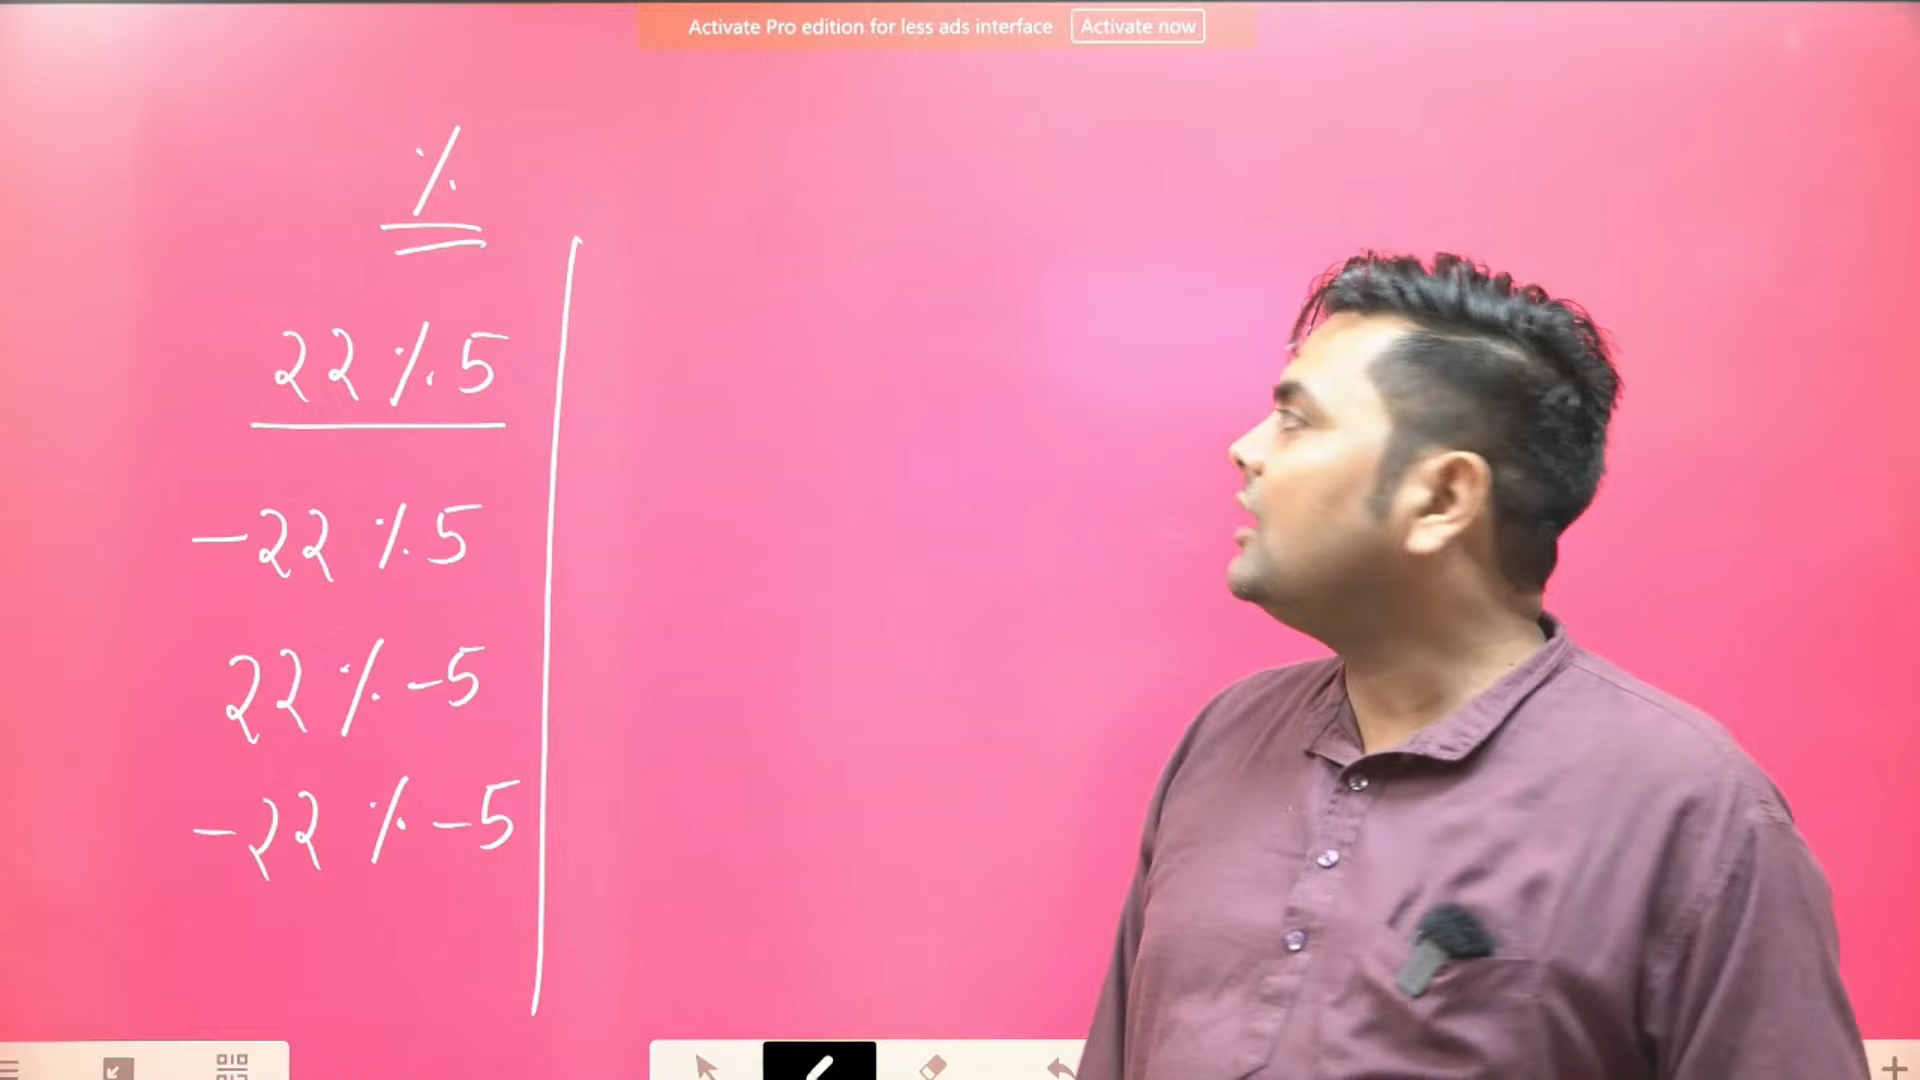 Activate Pro edition for less ads interface Activate now
%
22 % 5
-22 % 5
22 % -5
-22 % -5